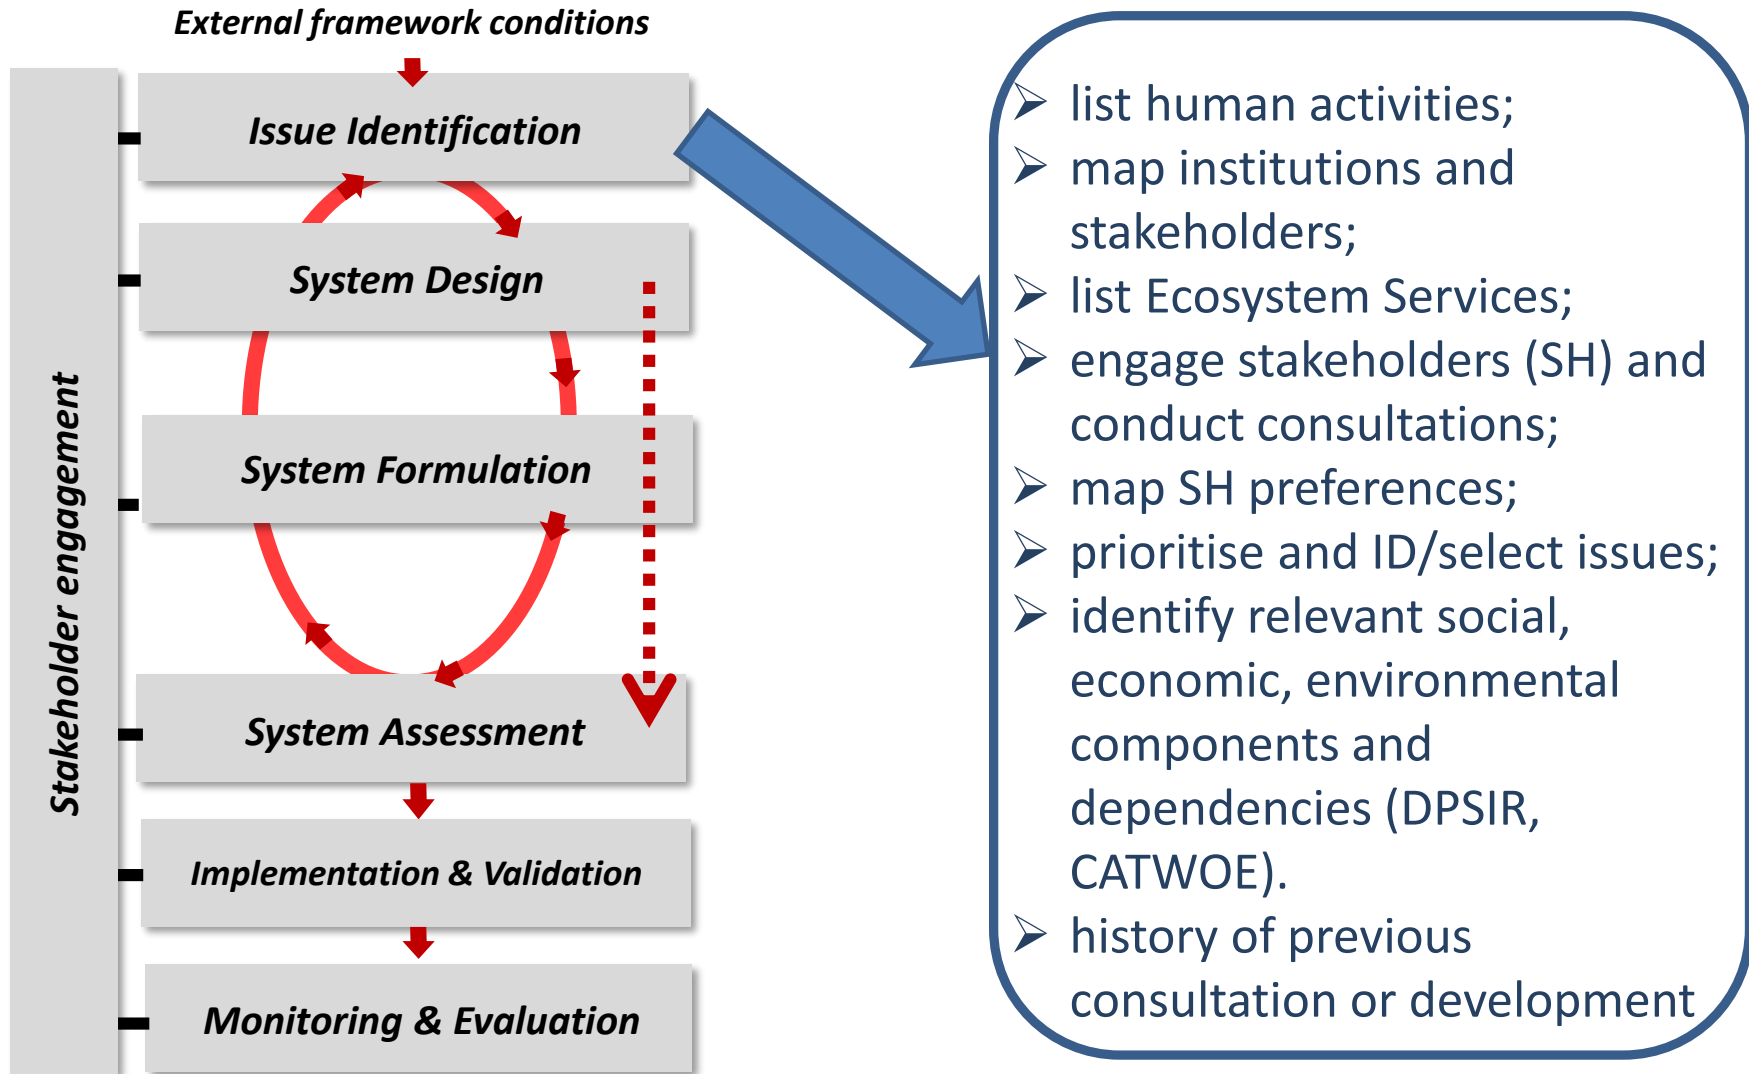 External framework conditions
Issue Identification
System Design
System Formulation
System Assessment
Implementation & Validation
Monitoring & Evaluation
Stakeholder engagement
list human activities;
map institutions and
stakeholders;
list Ecosystem Services;
engage stakeholders (SH) and
conduct consultations;
map SH preferences;
prioritise and ID/select issues;
identify relevant social,
economic, environmental
components and
dependencies (DPSIR,
CATWOE).
history of previous
consultation or development